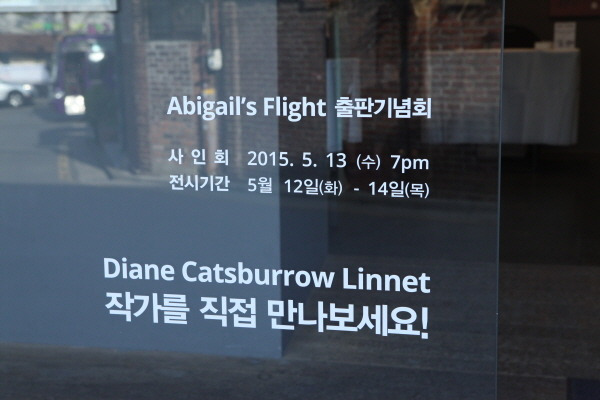 Abigail's Flight 출판기념회
사 인 회 2015. 5. 13 (수) 7pm
전시기간 5월 12일(화) - 14일(목)
Diane Catsburrow Linnet
작가를 직접 만나보세요!